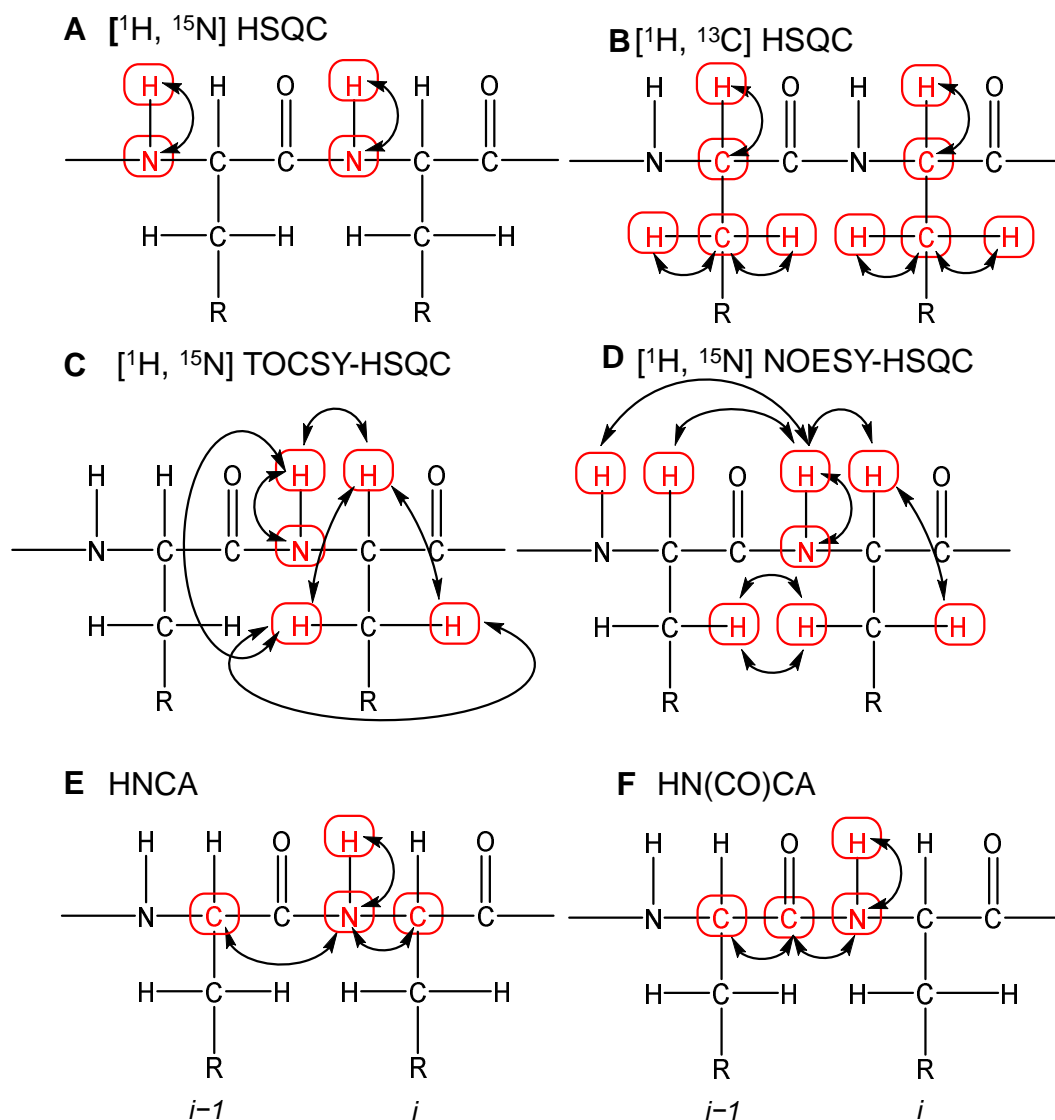 A [¹H, ¹⁵N] HSQC
B [¹H, ¹³C] HSQC
H H O H H O
N C C N C C
H C H H C H
R R
H H O H H O
N C C N C C
H C H H C H
R R
C [¹H, ¹⁵N] TOCSY-HSQC
D [¹H, ¹⁵N] NOESY-HSQC
H H O H H O
N C C N C C
H C H H C H
R R
H H O H H O
N C C N C C
H C H H C H
R R
E HNCA
F HN(CO)CA
H H O H H O
N C C N C C
H C H H C H
R R
i−1 i
H H O H H O
N C C N C C
H C H H C H
R R
i−1 i